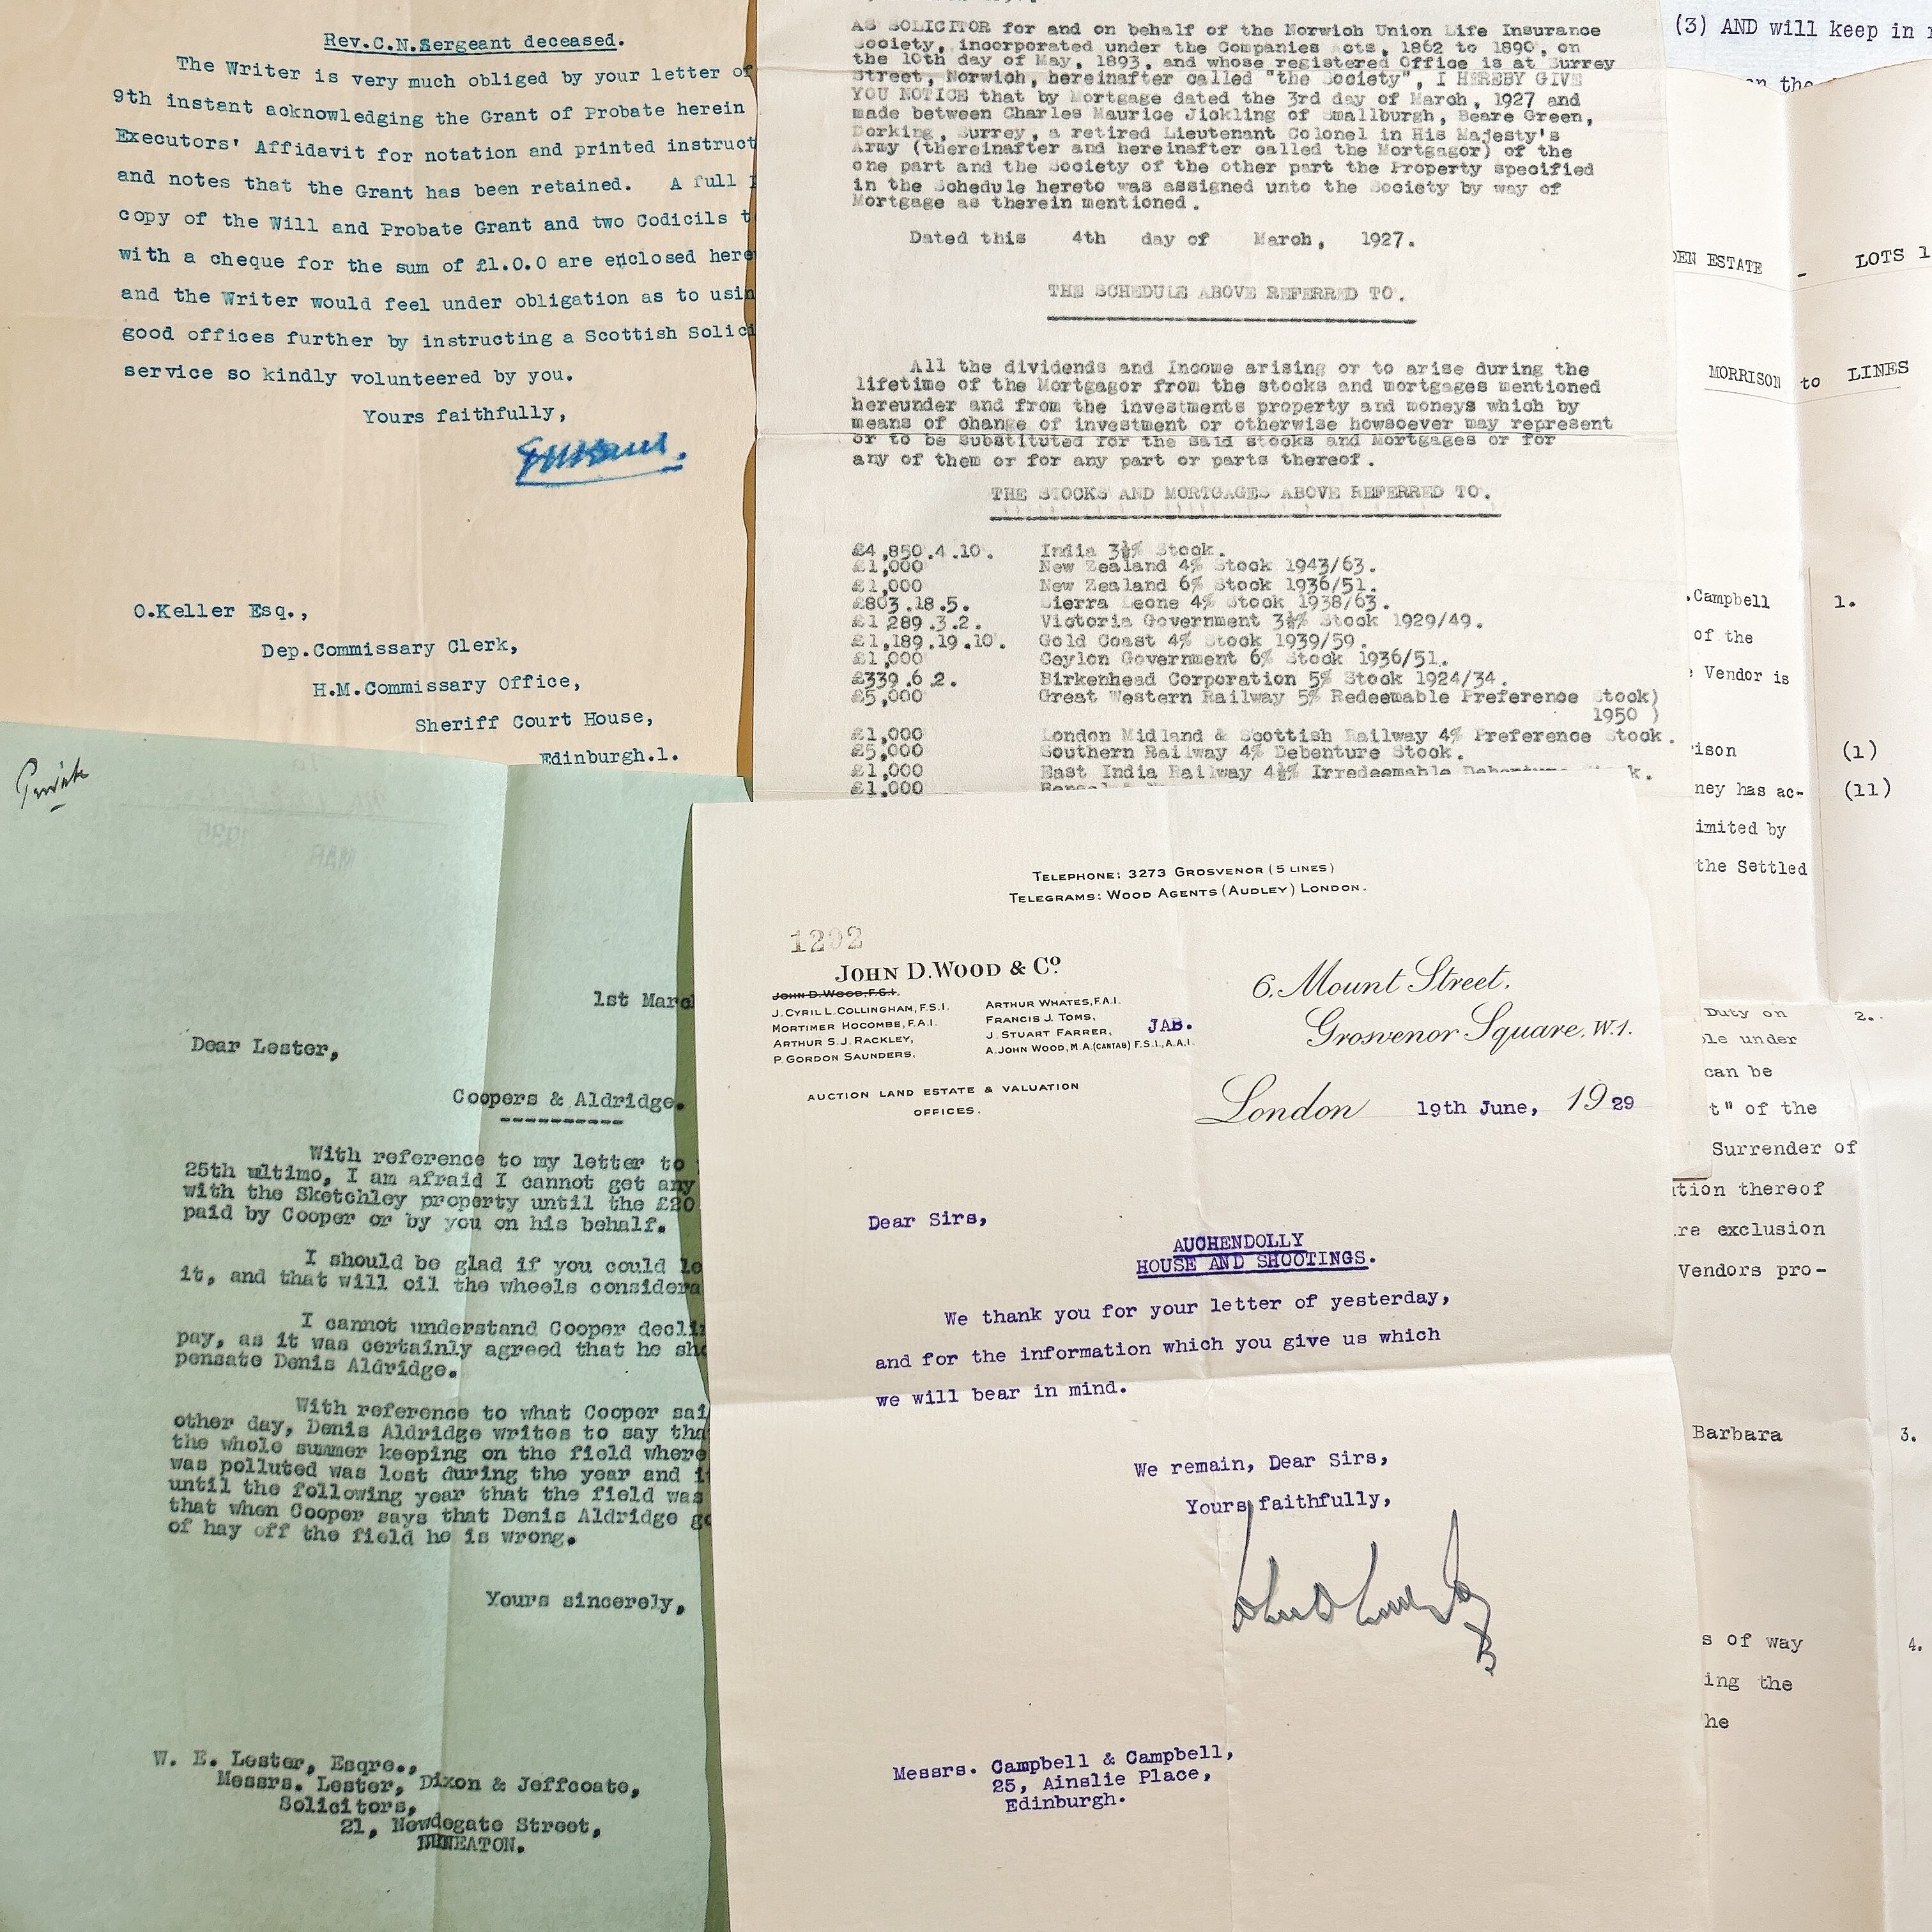 Rev.C.N.Sergeant deceased.
The Writer is very much obliged by your letter of
9th instant acknowledging the Grant of Probate herein
Executors' Affidavit for notation and printed instruct
and notes that the Grant has been retained. A full
copy of the Will and Probate Grant and two Codicils t
with a cheque for the sum of £1.0.0 are enclosed here
and the Writer would feel under obligation as to usin
good offices further by instructing a Scottish Solici
service so kindly volunteered by you.
Yours faithfully,
O.Keller Esq.,
Dep.Commissary Clerk,
H.M.Commissary Office,
Sheriff Court House,
Edinburgh.1.
AS SOLICITOR for and on behalf of the Norwich Union Life Insurance
Society, incorporated under the Companies Acts, 1862 to 1890, on
the 10th day of May, 1893, and whose registered Office is at Surrey
Street, Norwich, hereinafter called "the Society", I HEREBY GIVE
YOU NOTICE that by Mortgage dated the 3rd day of March, 1927 and
made between Charles Maurice Jickling of Smallburgh, Beare Green,
Dorking, Surrey, a retired Lieutenant Colonel in His Majesty's
Army (thereinafter and hereinafter called the Mortgagor) of the
one part and the Society of the other part the Property specified
in the Schedule hereto was assigned unto the Society by way of
Mortgage as therein mentioned.
Dated this 4th day of March, 1927.
THE SCHEDULE ABOVE REFERRED TO.
All the dividends and Income arising or to arise during the
lifetime of the Mortgagor from the stocks and mortgages mentioned
hereunder and from the investments property and moneys which by
means of change of investment or otherwise howsoever may represent
or to be substituted for the said stocks and Mortgages or for
any of them or for any part or parts thereof.
THE STOCKS AND MORTGAGES ABOVE REFERRED TO.
£4,850.4.10. India 3½% Stock.
£1,000 New Zealand 4% Stock 1943/63.
£1,000 New Zealand 6% Stock 1936/51.
£803.18.5. Sierra Leone 4% Stock 1938/63.
£1 289.3.2. Victoria Government 3½% Stock 1929/49.
£1,189.19.10. Gold Coast 4% Stock 1939/59.
£1,000 Ceylon Government 6% Stock 1936/51.
£339.6.2. Birkenhead Corporation 5% Stock 1924/34.
£5,000 Great Western Railway 5% Redeemable Preference Stock)
1950 )
£1,000 London Midland & Scottish Railway 4% Preference Stock.
£5,000 Southern Railway 4% Debenture Stock.
£1,000 East India Railway 4½% Irredeemable Debenture
£1,000
(3) AND will keep in
the
DEN ESTATE - LOTS 1
MORRISON to LINES
.Campbell 1.
of the
Vendor is
rison (1)
ney has ac- (11)
imited by
the Settled
Duty on 2.
ole under
can be
t" of the
Surrender of
ution thereof
re exclusion
Vendors pro-
Barbara 3.
s of way 4.
ing the
he
Private
1st Marc
Dear Lester,
Coopers & Aldridge.
With reference to my letter to
25th ultimo, I am afraid I cannot get any
with the Sketchley property until the £20
paid by Cooper or by you on his behalf.
I should be glad if you could le
it, and that will oil the wheels considera
I cannot understand Cooper decli
pay, as it was certainly agreed that he sho
pensate Denis Aldridge.
With reference to what Cooper sai
other day, Denis Aldridge writes to say tha
the whole summer keeping on the field where
was polluted was lost during the year and i
until the following year that the field was
that when Cooper says that Denis Aldridge go
of hay off the field he is wrong.
Yours sincerely,
W. E. Lester, Esqre.,
Messrs. Lester, Dixon & Jeffcoate,
Solicitors,
21, Newdegate Street,
NUNEATON.
TELEPHONE: 3273 GROSVENOR (5 LINES)
TELEGRAMS: WOOD AGENTS (AUDLEY) LONDON.
1292
JOHN D. WOOD & Co.
JOHN D. WOOD, F.S.I.
J. CYRIL L. COLLINGHAM, F.S.I.
MORTIMER HOCOMBE, F.A.I.
ARTHUR S. J. RACKLEY,
P. GORDON SAUNDERS,
ARTHUR WHATES, F.A.I.
FRANCIS J. TOMS,
J. STUART FARRER,
A. JOHN WOOD, M.A. (CANTAB) F.S.I., A.A.I.
JAB.
AUCTION LAND ESTATE & VALUATION
OFFICES.
6. Mount Street,
Grosvenor Square, W.1.
London 19th June, 1929
Dear Sirs,
AUCHENDOLLY
HOUSE AND SHOOTINGS.
We thank you for your letter of yesterday,
and for the information which you give us which
we will bear in mind.
We remain, Dear Sirs,
Yours faithfully,
Messrs. Campbell & Campbell,
25, Ainslie Place,
Edinburgh.